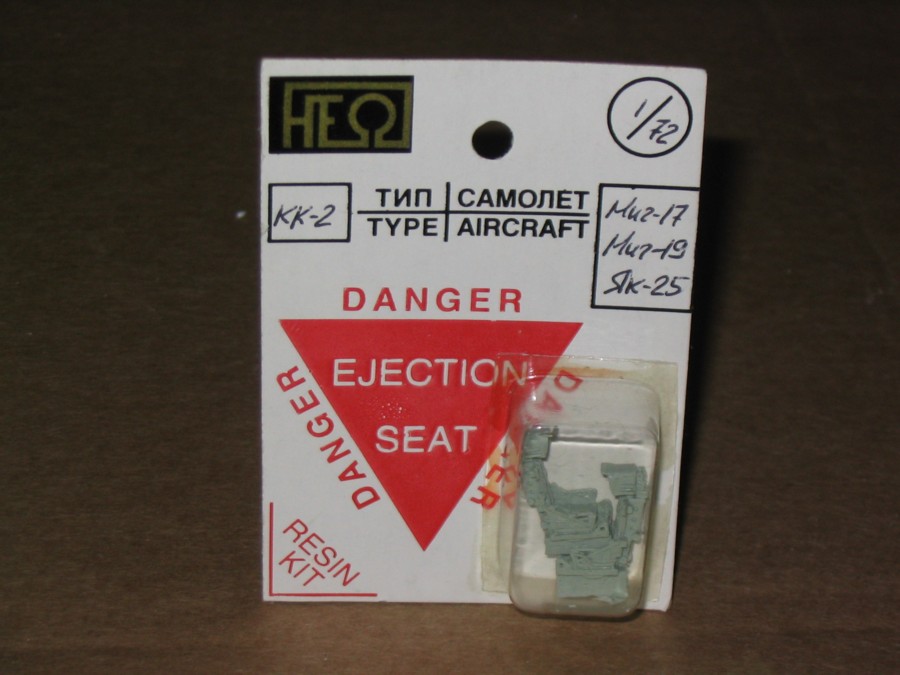 НЕΩ
1/72
КК-2
ТИП САМОЛЕТ
TYPE AIRCRAFT
Миг-17
Миг-19
Як-25
DANGER
EJECTION
SEAT
DANGER
DANGER
RESIN
KIT